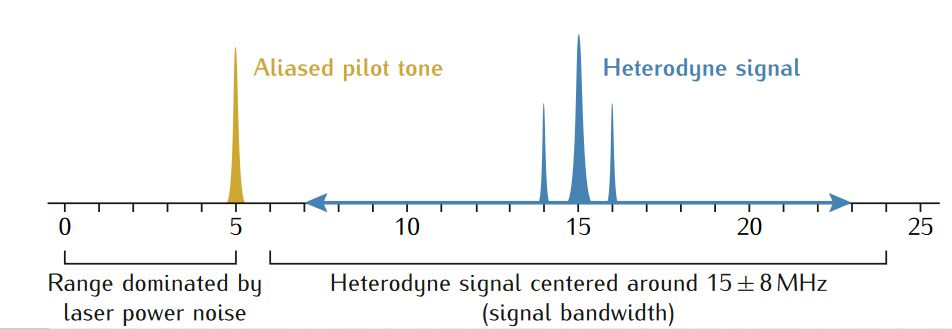 Aliased pilot tone
Heterodyne signal
0 5 10 15 20 25
Range dominated by
laser power noise
Heterodyne signal centered around 15 ± 8 MHz
(signal bandwidth)